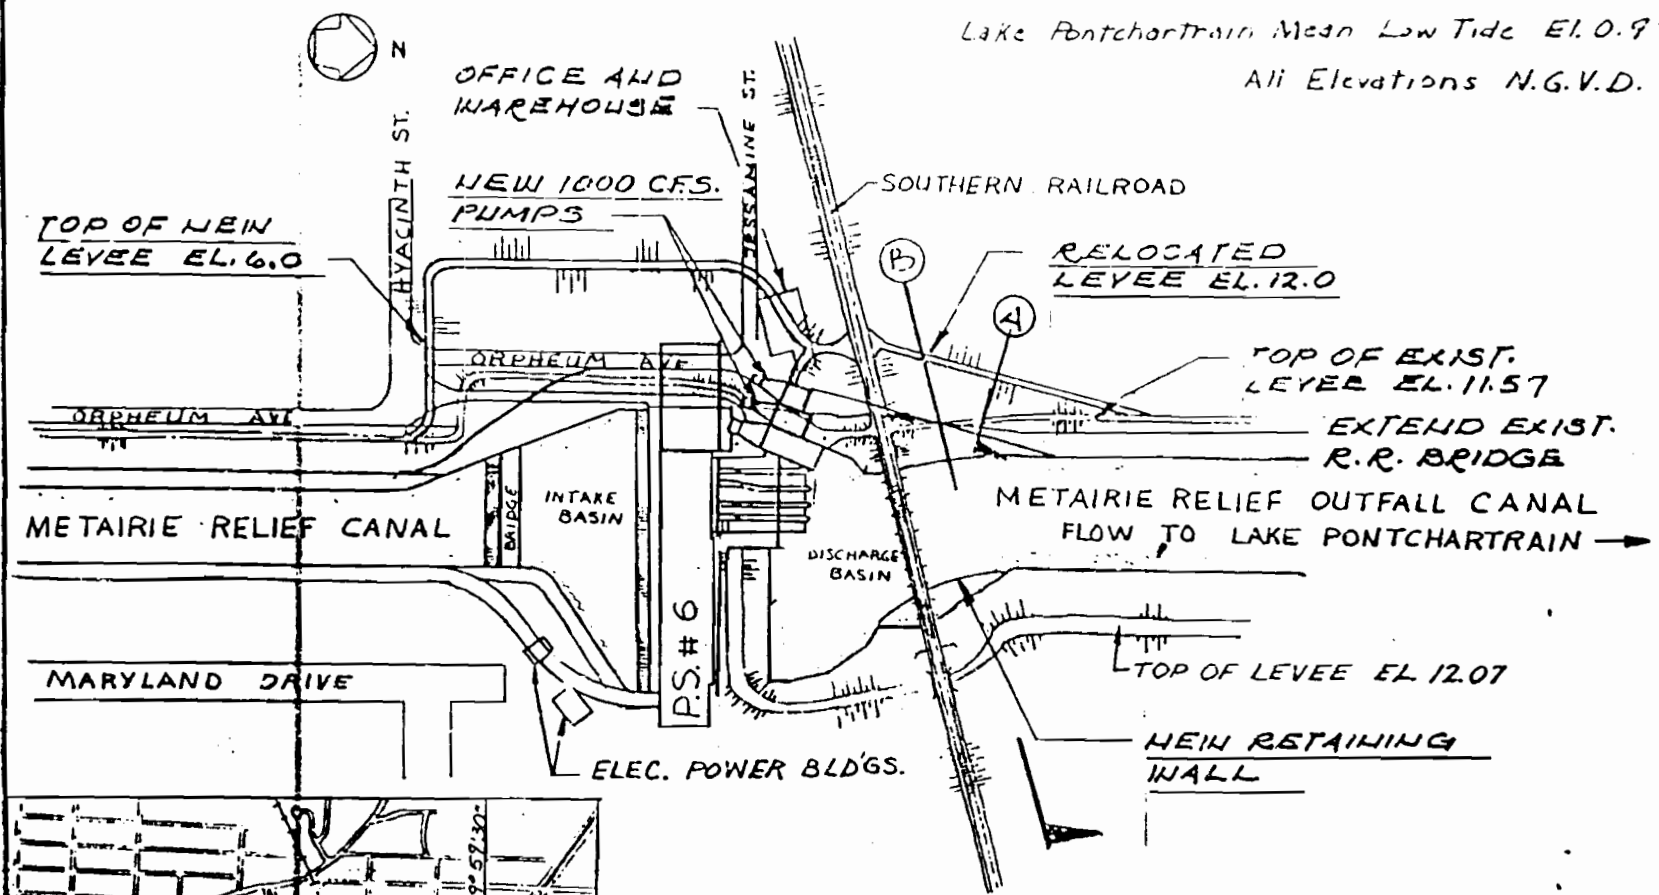 Lake Pontchartrain Mean Low Tide El. 0.9
All Elevations N.G.V.D.
N
OFFICE AND
WAREHOUSE
HYACINTH ST.
JESSAMINE ST.
NEW 1000 C.F.S.
PUMPS
SOUTHERN RAILROAD
TOP OF NEW
LEVEE EL. 6.0
B
RELOCATED
LEVEE EL. 12.0
A
ORPHEUM AVE
TOP OF EXIST.
LEVEE EL. 11.57
ORPHEUM AVE
EXTEND EXIST.
R.R. BRIDGE
METAIRIE RELIEF CANAL
BRIDGE
INTAKE
BASIN
METAIRIE RELIEF OUTFALL CANAL
FLOW TO LAKE PONTCHARTRAIN
DISCHARGE
BASIN
P.S. # 6
MARYLAND DRIVE
TOP OF LEVEE EL 12.07
ELEC. POWER BLD'GS.
NEW RETAINING
WALL
59'30"